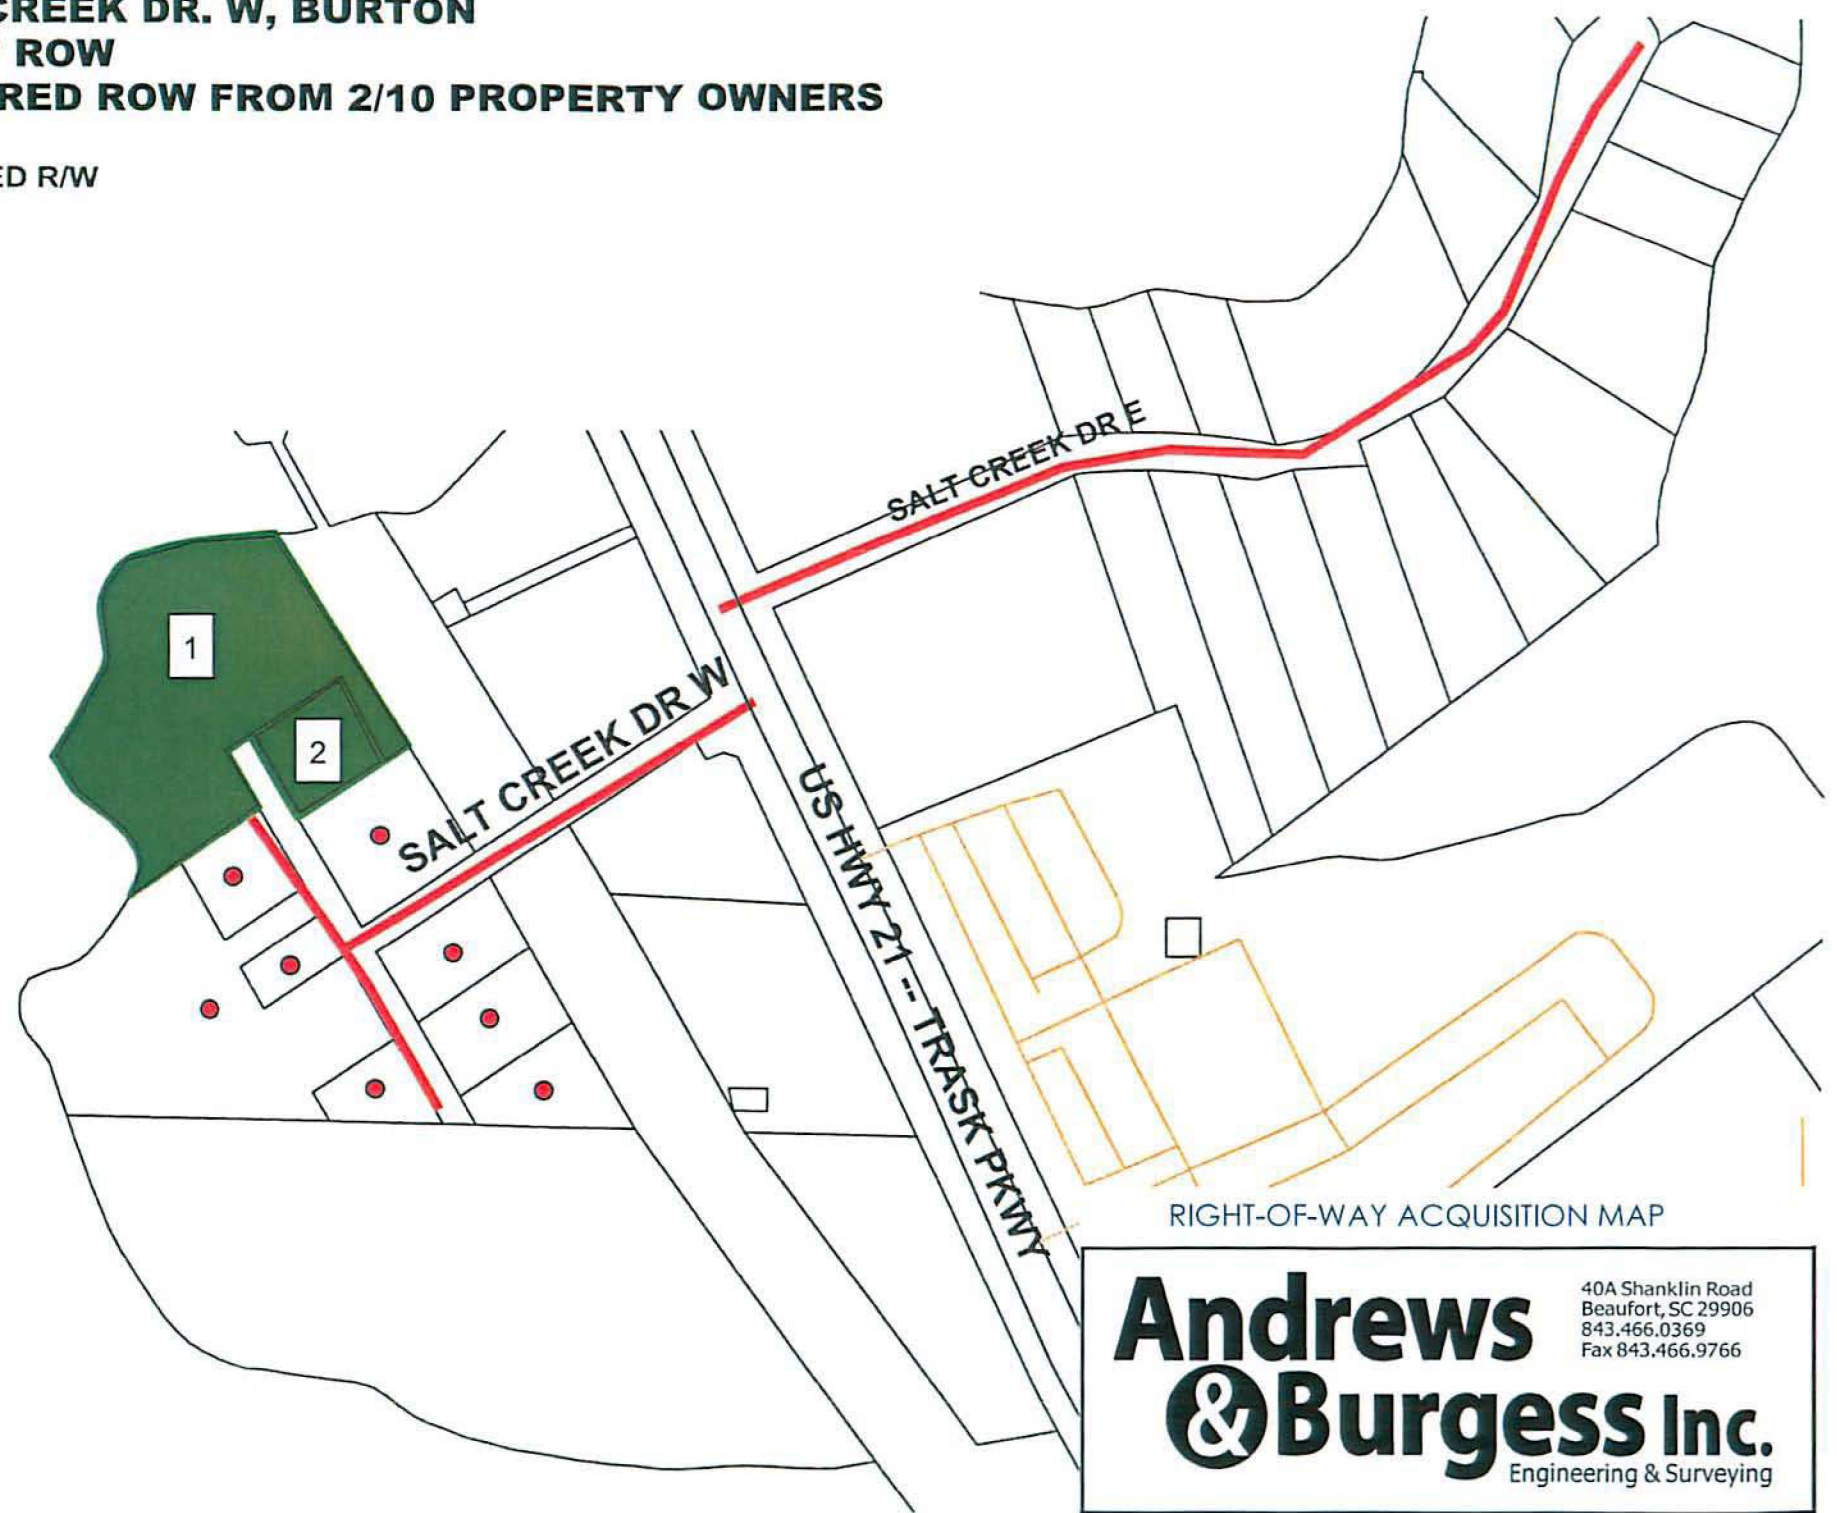 CREEK DR. W, BURTON
ROW
RED ROW FROM 2/10 PROPERTY OWNERS
ED R/W
SALT CREEK DR E
1
2
SALT CREEK DR W
US HWY 21 -- TRASK PKWY
RIGHT-OF-WAY ACQUISITION MAP
Andrews
& Burgess Inc.
Engineering & Surveying
40A Shanklin Road
Beaufort, SC 29906
843.466.0369
Fax 843.466.9766